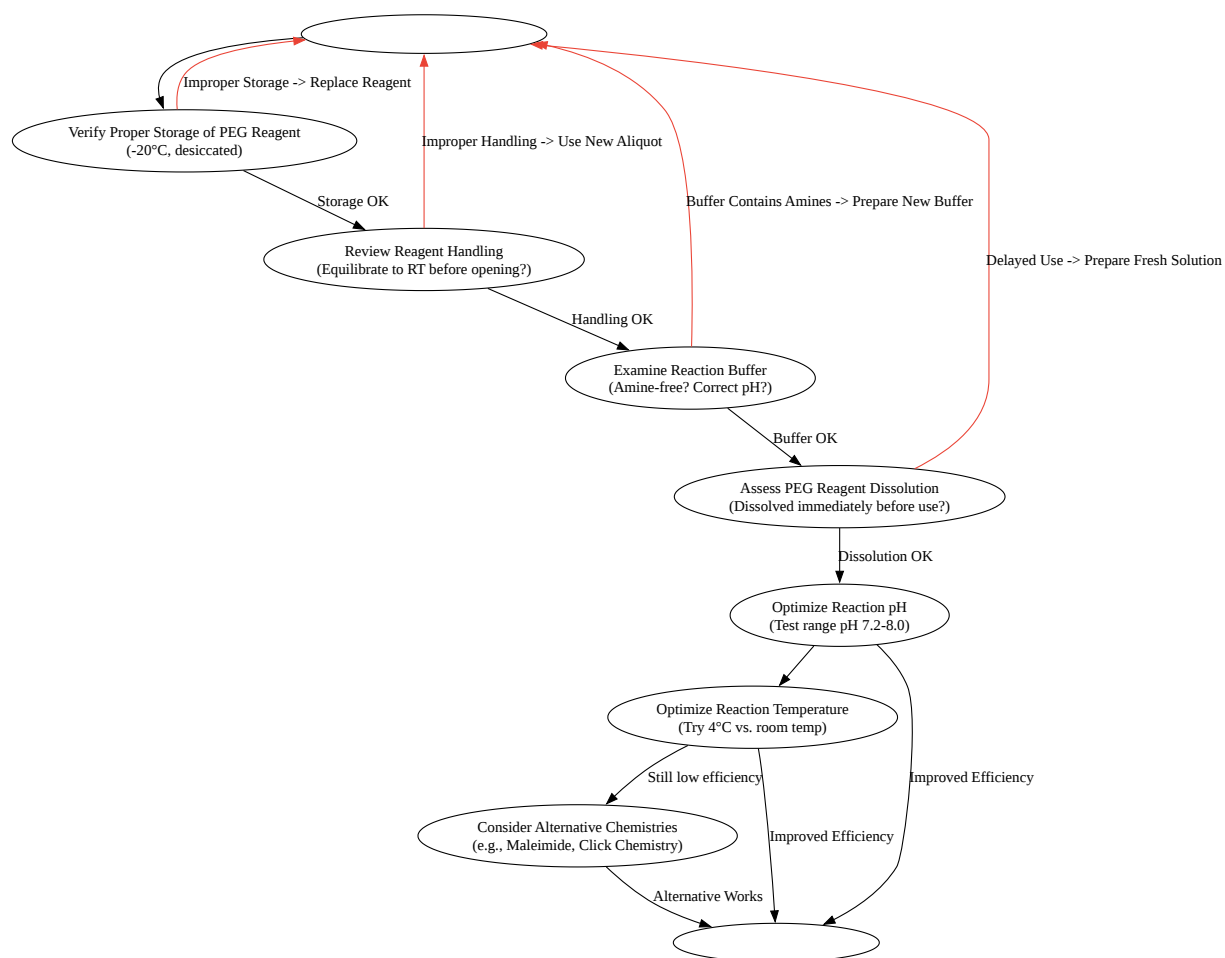 Improper Storage -> Replace Reagent
Verify Proper Storage of PEG Reagent
(-20°C, desiccated)
Improper Handling -> Use New Aliquot
Storage OK
Buffer Contains Amines -> Prepare New Buffer
Review Reagent Handling
(Equilibrate to RT before opening?)
Delayed Use -> Prepare Fresh Solution
Handling OK
Examine Reaction Buffer
(Amine-free? Correct pH?)
Buffer OK
Assess PEG Reagent Dissolution
(Dissolved immediately before use?)
Dissolution OK
Optimize Reaction pH
(Test range pH 7.2-8.0)
Optimize Reaction Temperature
(Try 4°C vs. room temp)
Still low efficiency
Improved Efficiency
Consider Alternative Chemistries
(e.g., Maleimide, Click Chemistry)
Improved Efficiency
Alternative Works